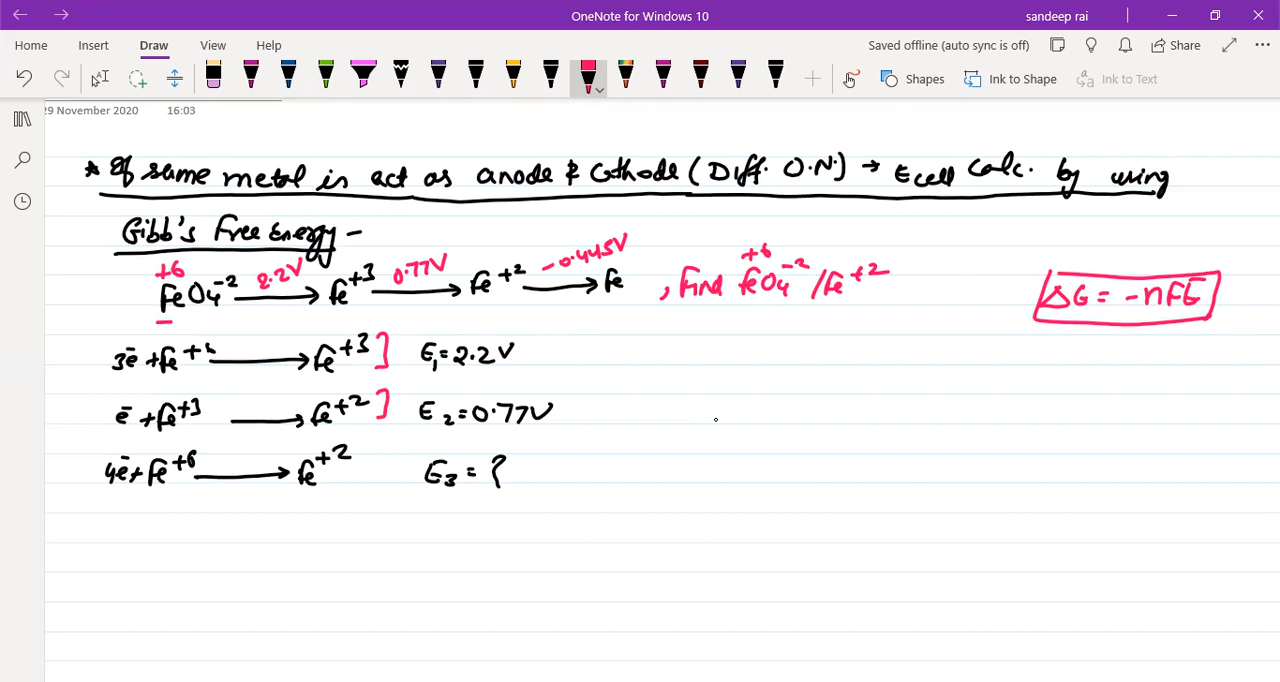 OneNote for Windows 10
sandeep rai
Home Insert Draw View Help
Saved offline (auto sync is off) Share
Shapes Ink to Shape Ink to Text
29 November 2020 16:03
* If same metal is act as anode & Cathode (Diff. O.N) → Ecell Calc. by using
Gibb's Free Energy -
+6 2.2V 0.77V -0.445V +6
FeO4⁻² → Fe⁺³ → Fe⁺² → Fe , Find FeO4⁻²/Fe⁺² ΔG = -nFE
3e⁻ + Fe⁺⁶ → Fe⁺³ ] E₁ = 2.2 V
e⁻ + Fe⁺³ → Fe⁺² ] E₂ = 0.77V
4e⁻ + Fe⁺⁶ → Fe⁺² E₃ = ?